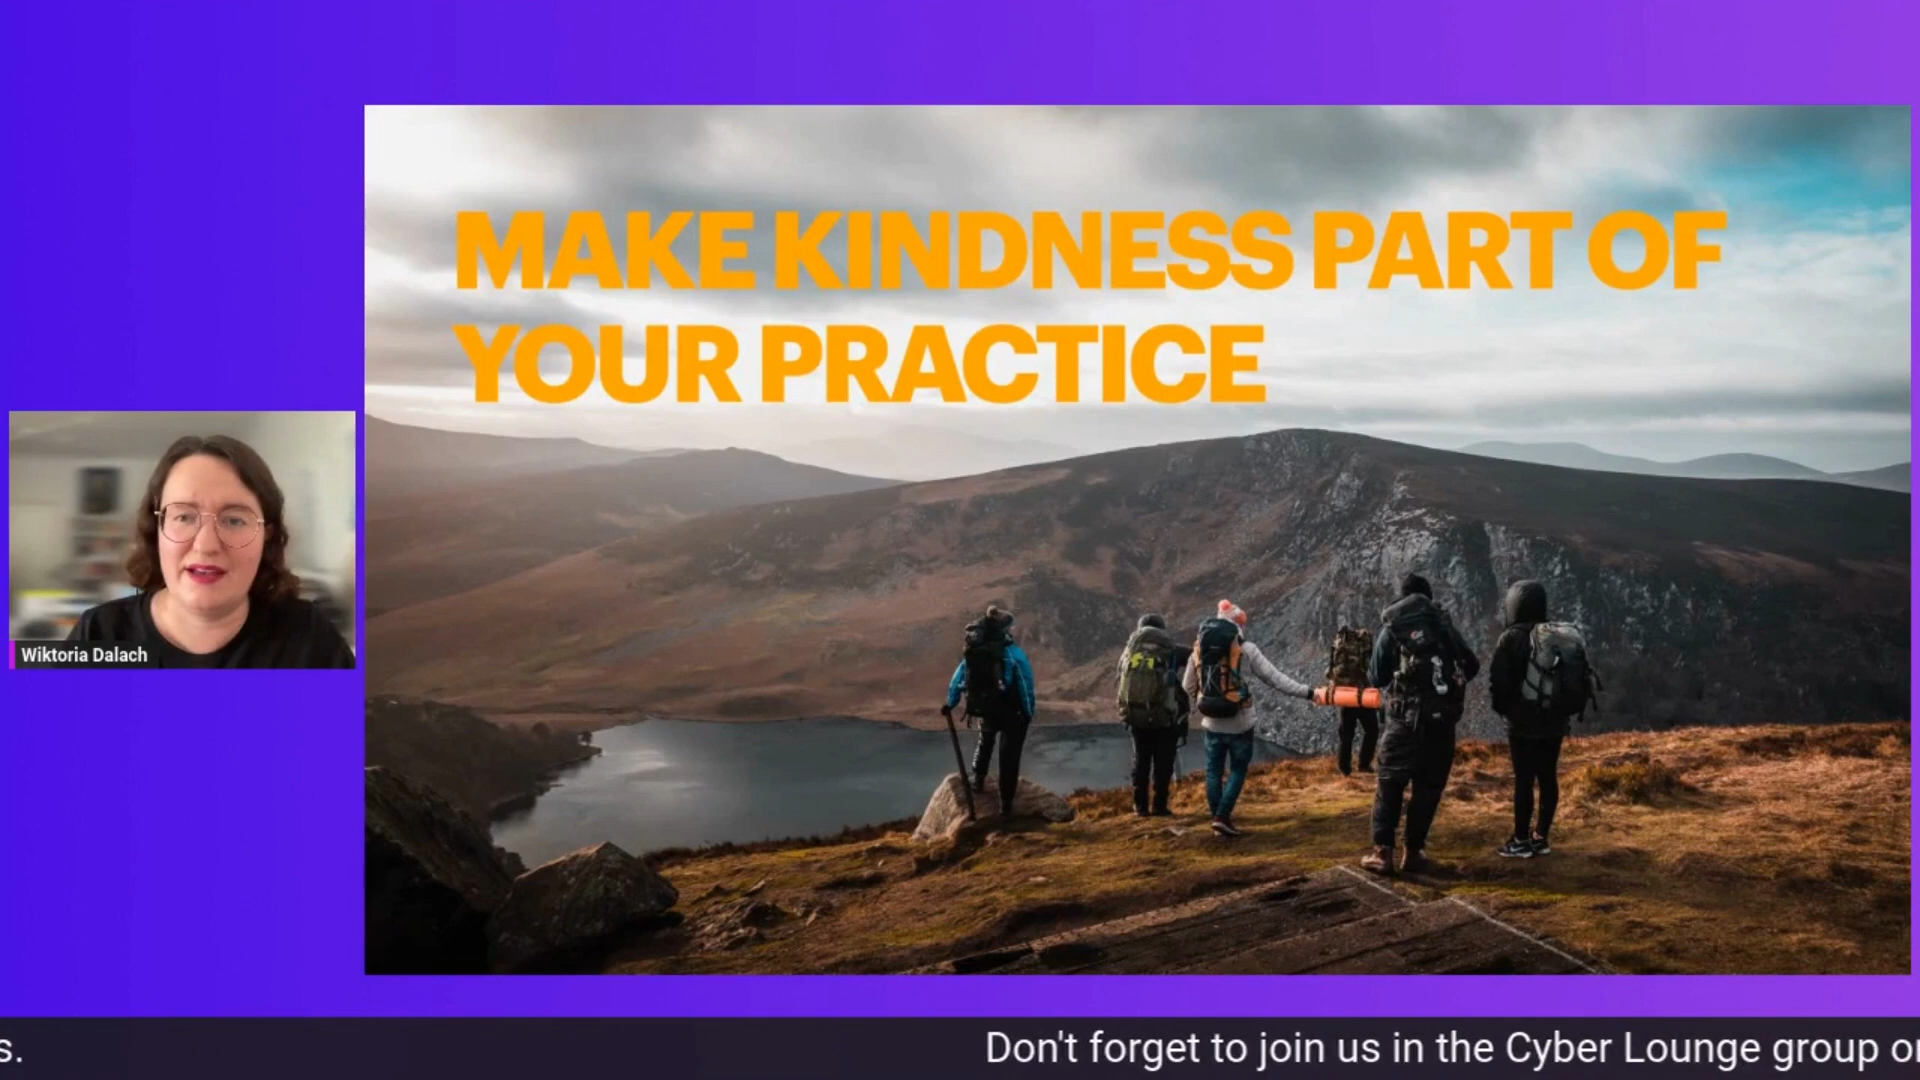 MAKE KINDNESS PART OF
YOUR PRACTICE
Wiktoria Dalach
s.
Don't forget to join us in the Cyber Lounge group